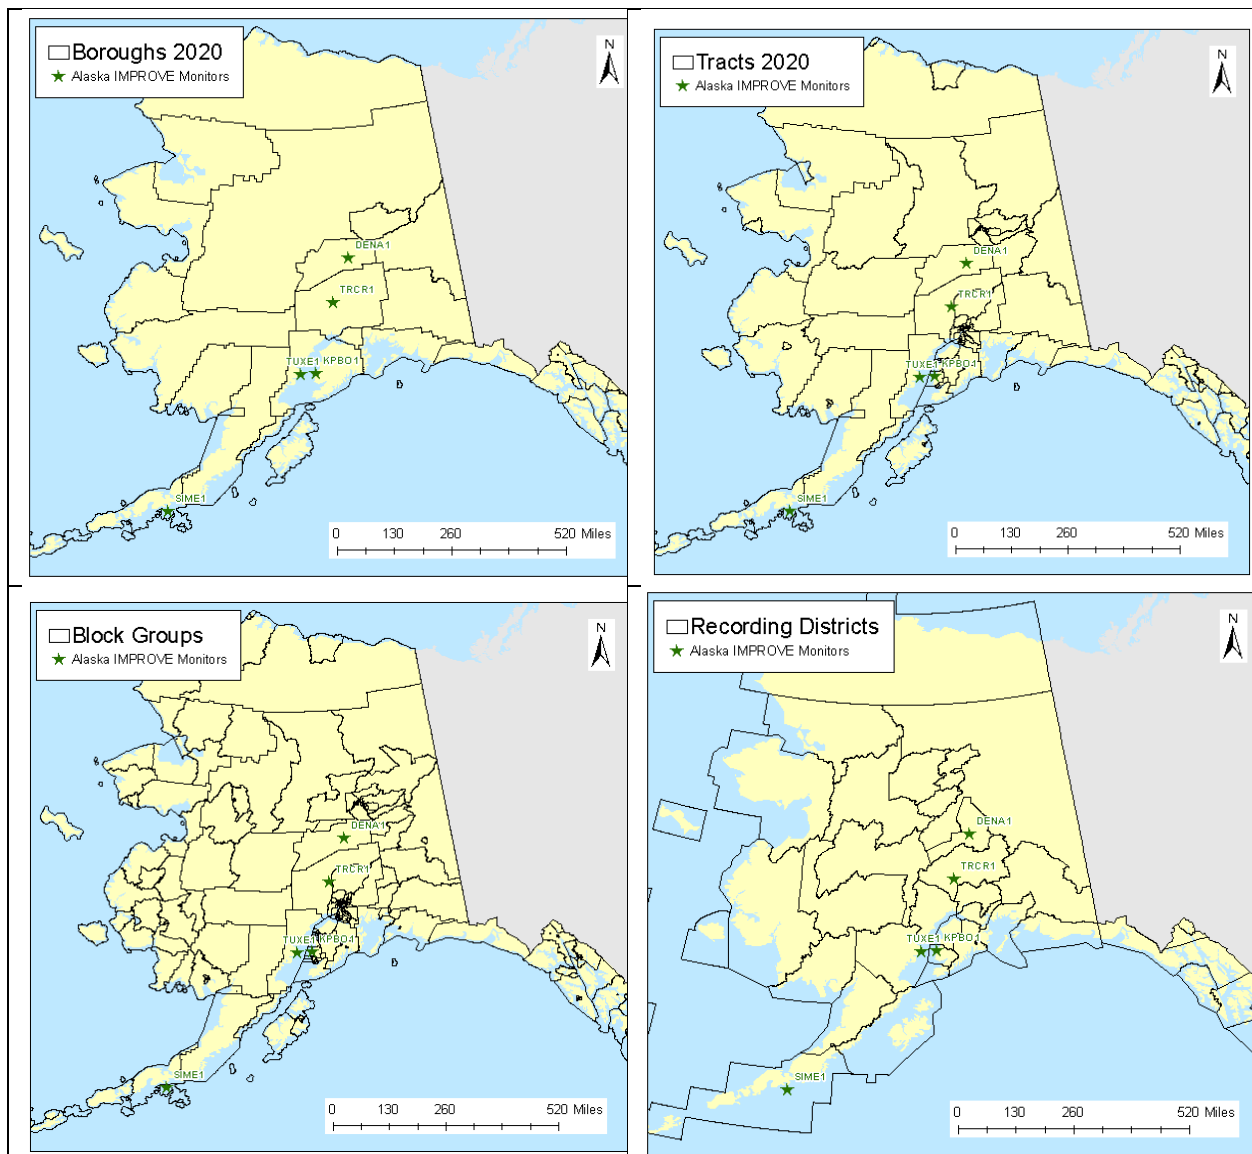 Boroughs 2020
Alaska IMPROVE Monitors
N
DENA1
TRCR1
TUXE1 KPBO1
SIME1
0 130 260 520 Miles
Tracts 2020
Alaska IMPROVE Monitors
N
DENA1
TRCR1
TUXE1 KPBO1
SIME1
0 130 260 520 Miles
Block Groups
Alaska IMPROVE Monitors
N
DENA1
TRCR1
TUXE1 KPBO1
SIME1
0 130 260 520 Miles
Recording Districts
Alaska IMPROVE Monitors
N
DENA1
TRCR1
TUXE1 KPBO1
SIME1
0 130 260 520 Miles